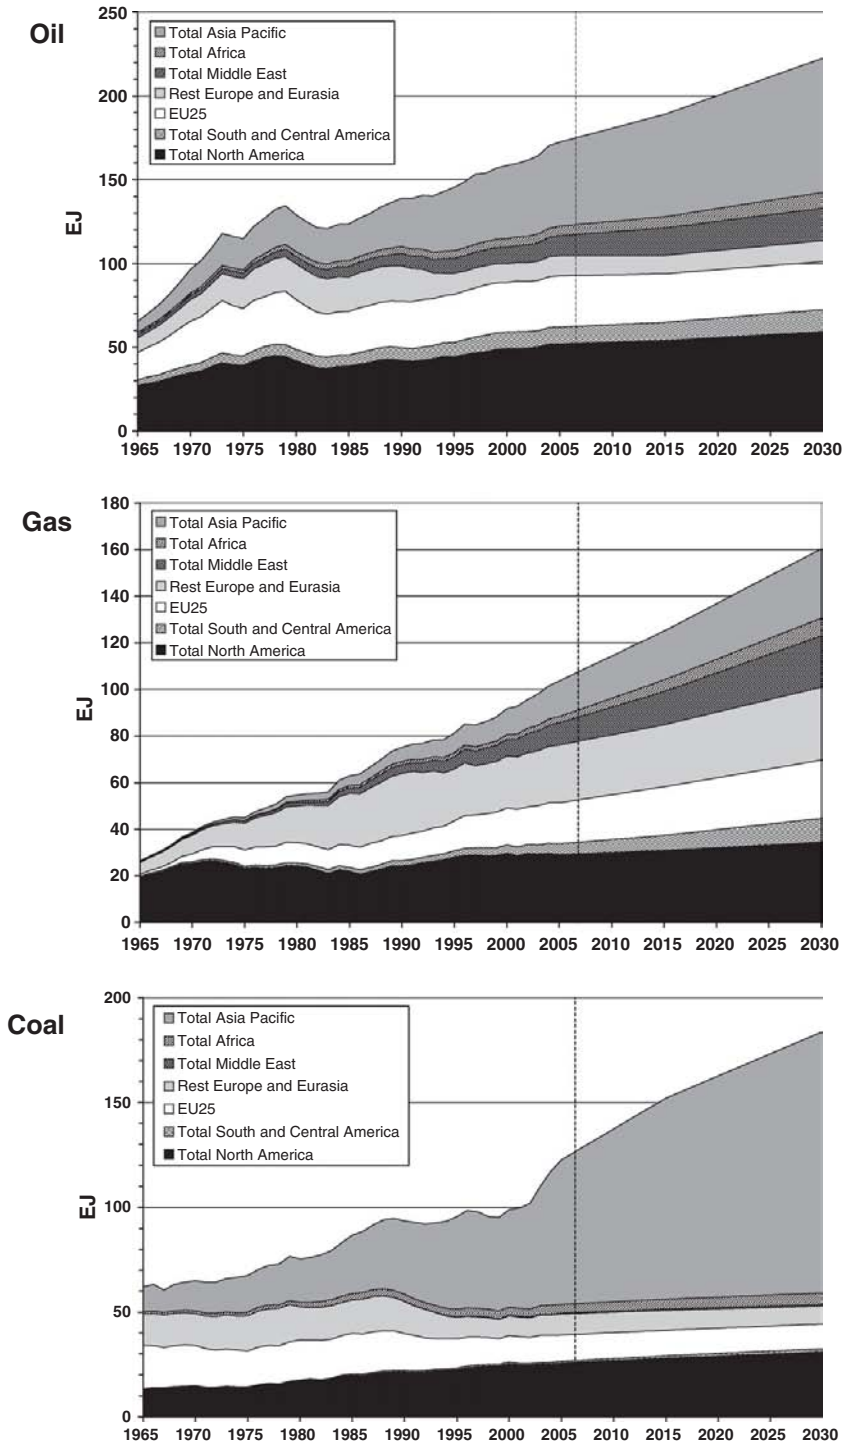 Oil
250
200
150
100
50
0
EJ
Total Asia Pacific
Total Africa
Total Middle East
Rest Europe and Eurasia
EU25
Total South and Central America
Total North America
1965 1970 1975 1980 1985 1990 1995 2000 2005 2010 2015 2020 2025 2030
Gas
180
160
140
120
100
80
60
40
20
0
EJ
Total Asia Pacific
Total Africa
Total Middle East
Rest Europe and Eurasia
EU25
Total South and Central America
Total North America
1965 1970 1975 1980 1985 1990 1995 2000 2005 2010 2015 2020 2025 2030
Coal
200
150
100
50
0
EJ
Total Asia Pacific
Total Africa
Total Middle East
Rest Europe and Eurasia
EU25
Total South and Central America
Total North America
1965 1970 1975 1980 1985 1990 1995 2000 2005 2010 2015 2020 2025 2030